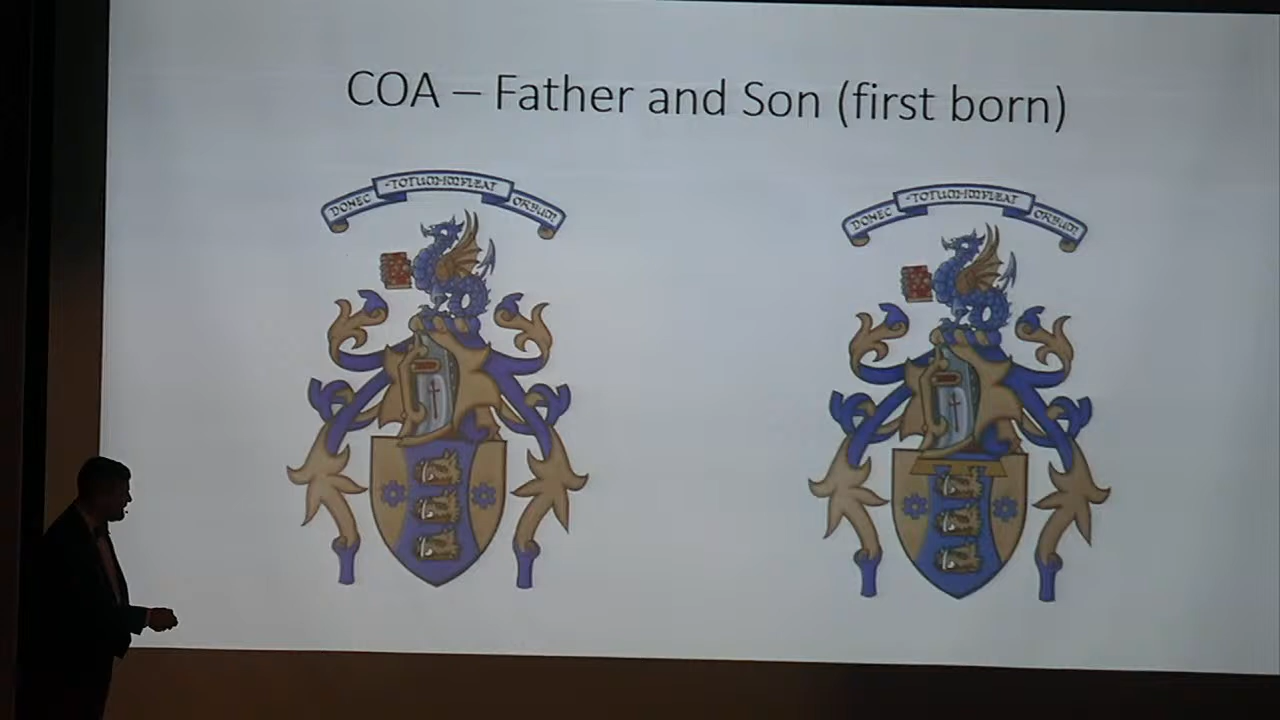 COA – Father and Son (first born)
DONEC TOTUM IMPLEAT ORBEM
DONEC TOTUM IMPLEAT ORBEM